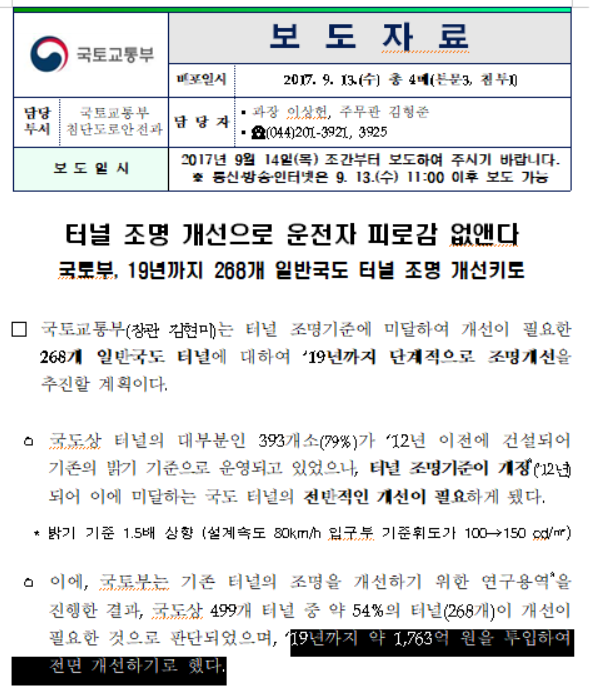 보 도 자 료
국토교통부
배포일시 2017. 9. 13.(수) 총 4매(본문3, 첨부1)
담당 부서
국토교통부 첨단도로안전과
담 당 자
▪ 과장 이상헌, 주무관 김형준
▪ ☎(044)201-3921, 3925
보 도 일 시
2017년 9월 14일(목) 조간부터 보도하여 주시기 바랍니다.
※ 통신·방송·인터넷은 9. 13.(수) 11:00 이후 보도 가능
터널 조명 개선으로 운전자 피로감 없앤다
국토부, 19년까지 268개 일반국도 터널 조명 개선키로
□ 국토교통부(장관 김현미)는 터널 조명기준에 미달하여 개선이 필요한
268개 일반국도 터널에 대하여 ‘19년까지 단계적으로 조명개선을
추진할 계획이다.
ㅇ 국도상 터널의 대부분인 393개소(79%)가 ‘12년 이전에 건설되어
기존의 밝기 기준으로 운영되고 있었으나, 터널 조명기준이 개정*(‘12년)
되어 이에 미달하는 국도 터널의 전반적인 개선이 필요하게 됐다.
* 밝기 기준 1.5배 상향 (설계속도 80km/h 입구부 기준휘도가 100→150 cd/㎡)
ㅇ 이에, 국토부는 기존 터널의 조명을 개선하기 위한 연구용역*을
진행한 결과, 국도상 499개 터널 중 약 54%의 터널(268개)이 개선이
필요한 것으로 판단되었으며, ‘19년까지 약 1,763억 원을 투입하여
전면 개선하기로 했다.